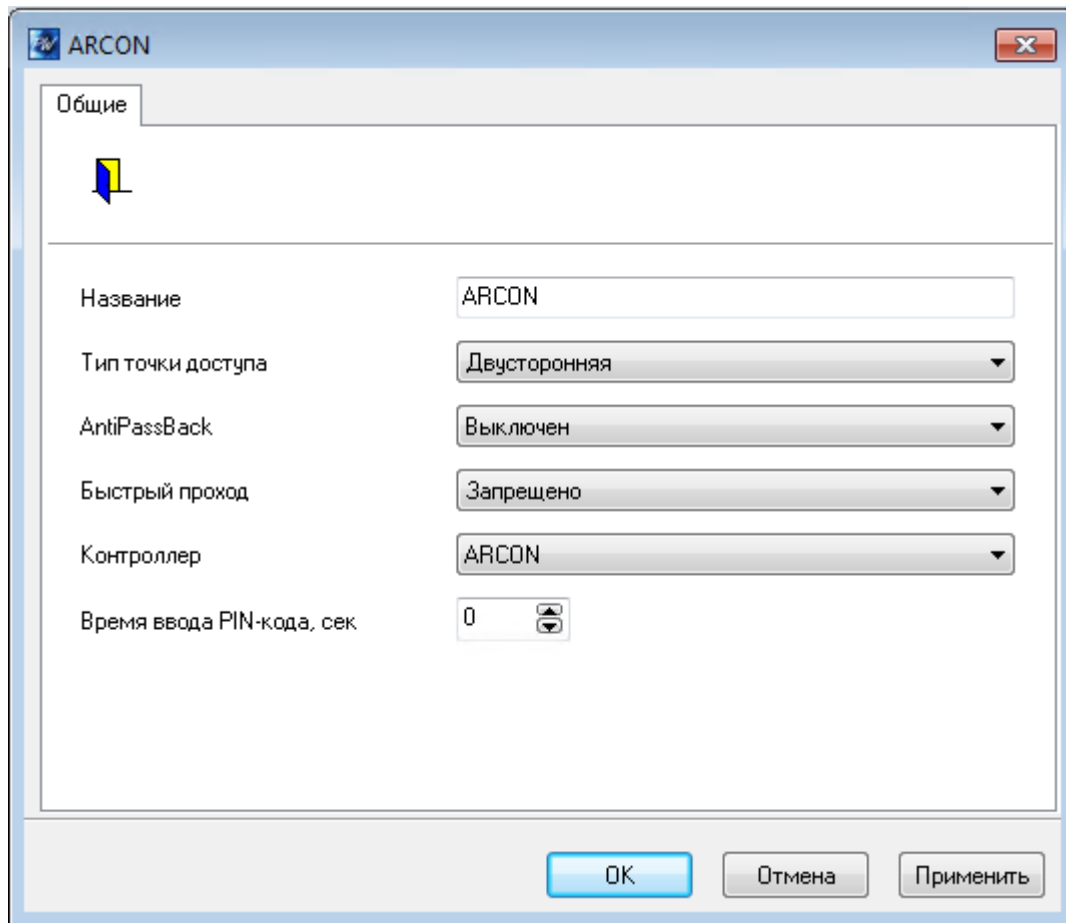 ARCON
Общие
Название
ARCON
Тип точки доступа
Двусторонняя
AntiPassBack
Выключен
Быстрый проход
Запрещено
Контроллер
ARCON
Время ввода PIN-кода, сек
0
OK
Отмена
Применить